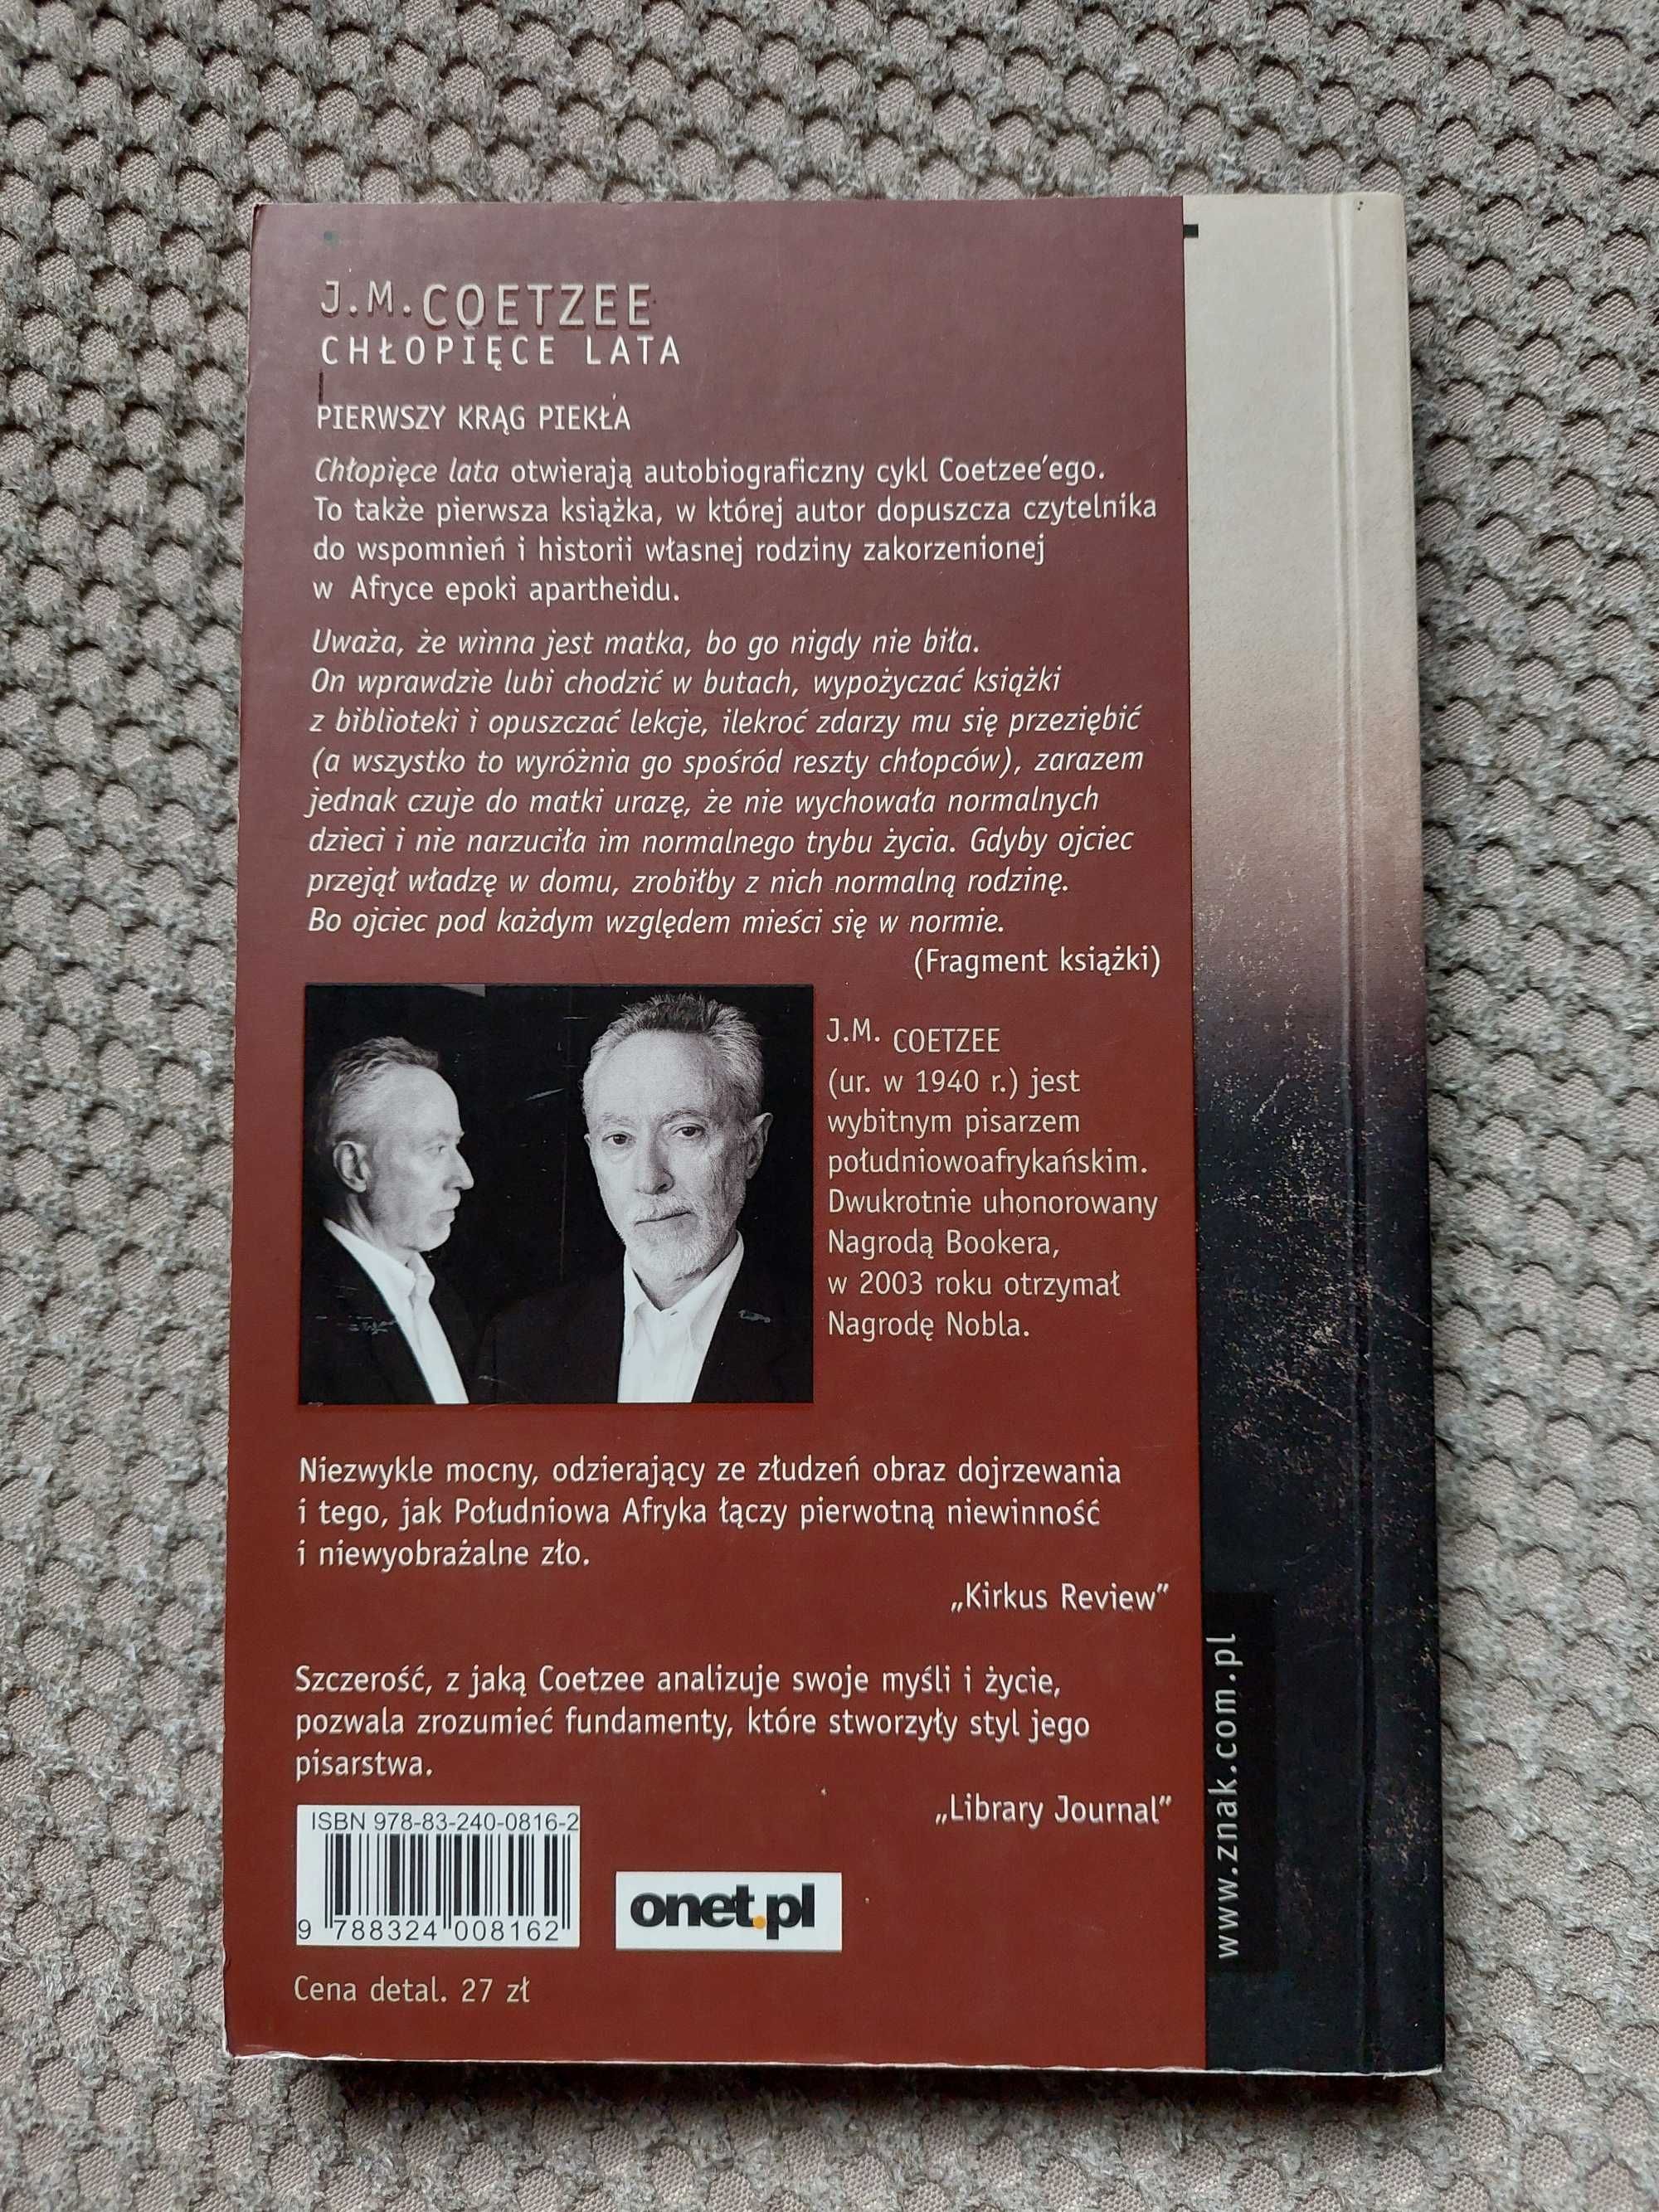 J.M. COETZEE
CHŁOPIĘCE LATA
PIERWSZY KRĄG PIEKŁA
Chłopięce lata otwierają autobiograficzny cykl Coetzee'ego.
To także pierwsza książka, w której autor dopuszcza czytelnika
do wspomnień i historii własnej rodziny zakorzenionej
w Afryce epoki apartheidu.
Uważa, że winna jest matka, bo go nigdy nie biła.
On wprawdzie lubi chodzić w butach, wypożyczać książki
z biblioteki i opuszczać lekcje, ilekroć zdarzy mu się przeziębić
(a wszystko to wyróżnia go spośród reszty chłopców), zarazem
jednak czuje do matki urazę, że nie wychowała normalnych
dzieci i nie narzuciła im normalnego trybu życia. Gdyby ojciec
przejął władzę w domu, zrobiłby z nich normalną rodzinę.
Bo ojciec pod każdym względem mieści się w normie.
(Fragment książki)
J.M. COETZEE
(ur. w 1940 r.) jest
wybitnym pisarzem
południowoafrykańskim.
Dwukrotnie uhonorowany
Nagrodą Bookera,
w 2003 roku otrzymał
Nagrodę Nobla.
Niezwykle mocny, odzierający ze złudzeń obraz dojrzewania
i tego, jak Południowa Afryka łączy pierwotną niewinność
i niewyobrażalne zło.
„Kirkus Review”
Szczerość, z jaką Coetzee analizuje swoje myśli i życie,
pozwala zrozumieć fundamenty, które stworzyły styl jego
pisarstwa.
„Library Journal”
ISBN 978-83-240-0816-2
9 788324 008162
onet.pl
Cena detal. 27 zł
www.znak.com.pl